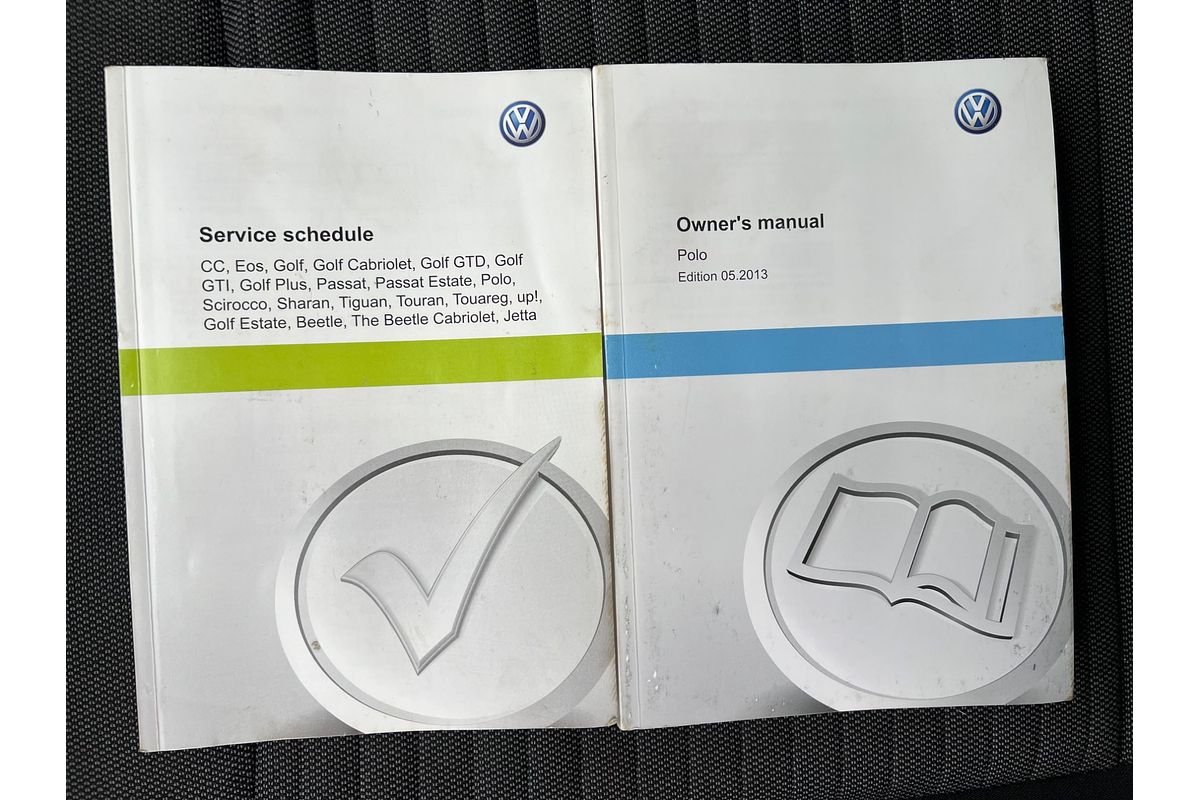 Service schedule
CC, Eos, Golf, Golf Cabriolet, Golf GTD, Golf
GTI, Golf Plus, Passat, Passat Estate, Polo,
Scirocco, Sharan, Tiguan, Touran, Touareg, up!,
Golf Estate, Beetle, The Beetle Cabriolet, Jetta
Owner's manual
Polo
Edition 05.2013